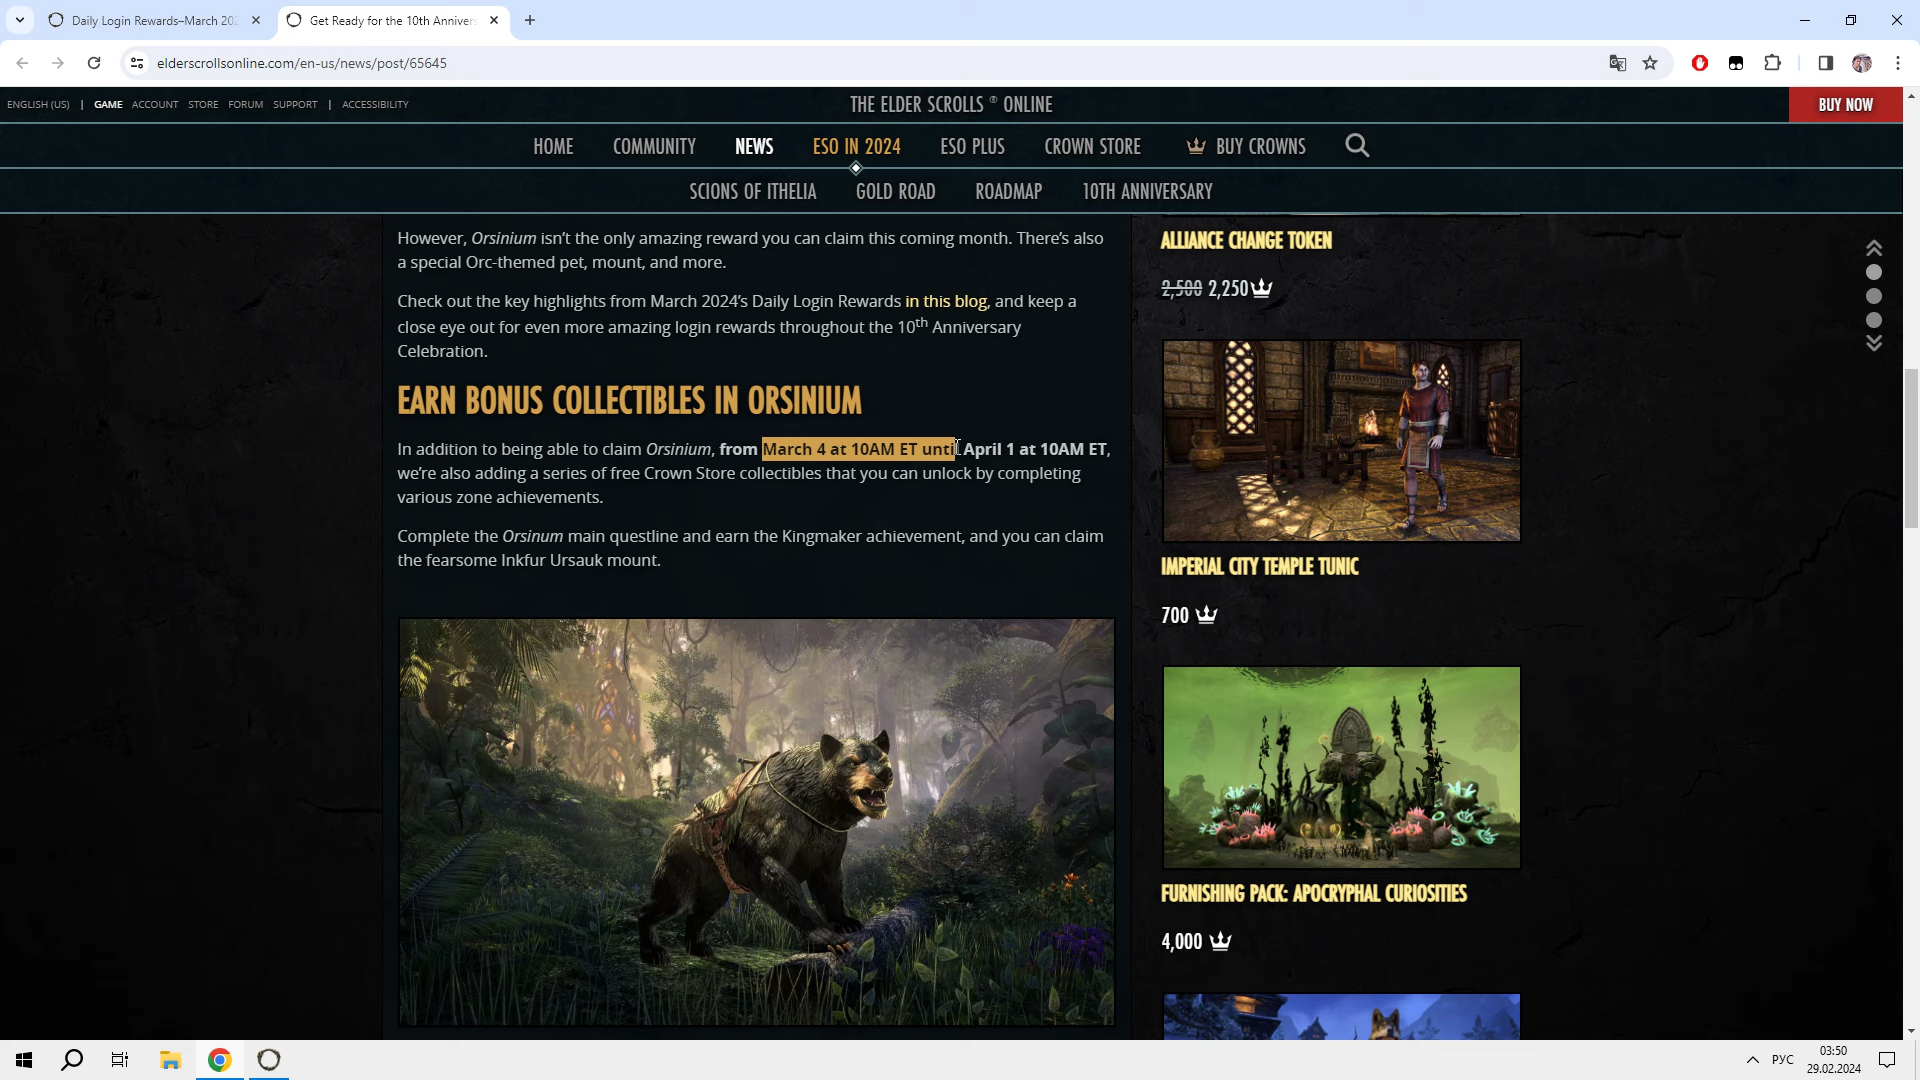 Daily Login Rewards–March 202
Get Ready for the 10th Annivers
elderscrollsonline.com/en-us/news/post/65645
ENGLISH (US) | GAME ACCOUNT STORE FORUM SUPPORT | ACCESSIBILITY
THE ELDER SCROLLS ® ONLINE
BUY NOW
HOME COMMUNITY NEWS ESO IN 2024 ESO PLUS CROWN STORE BUY CROWNS
SCIONS OF ITHELIA GOLD ROAD ROADMAP 10TH ANNIVERSARY
However, Orsinium isn’t the only amazing reward you can claim this coming month. There’s also
a special Orc-themed pet, mount, and more.
Check out the key highlights from March 2024’s Daily Login Rewards in this blog, and keep a
close eye out for even more amazing login rewards throughout the 10th Anniversary
Celebration.
EARN BONUS COLLECTIBLES IN ORSINIUM
In addition to being able to claim Orsinium, from March 4 at 10AM ET until April 1 at 10AM ET,
we’re also adding a series of free Crown Store collectibles that you can unlock by completing
various zone achievements.
Complete the Orsinum main questline and earn the Kingmaker achievement, and you can claim
the fearsome Inkfur Ursauk mount.
ALLIANCE CHANGE TOKEN
2,500 2,250
IMPERIAL CITY TEMPLE TUNIC
700
FURNISHING PACK: APOCRYPHAL CURIOSITIES
4,000
РУС
03:50
29.02.2024